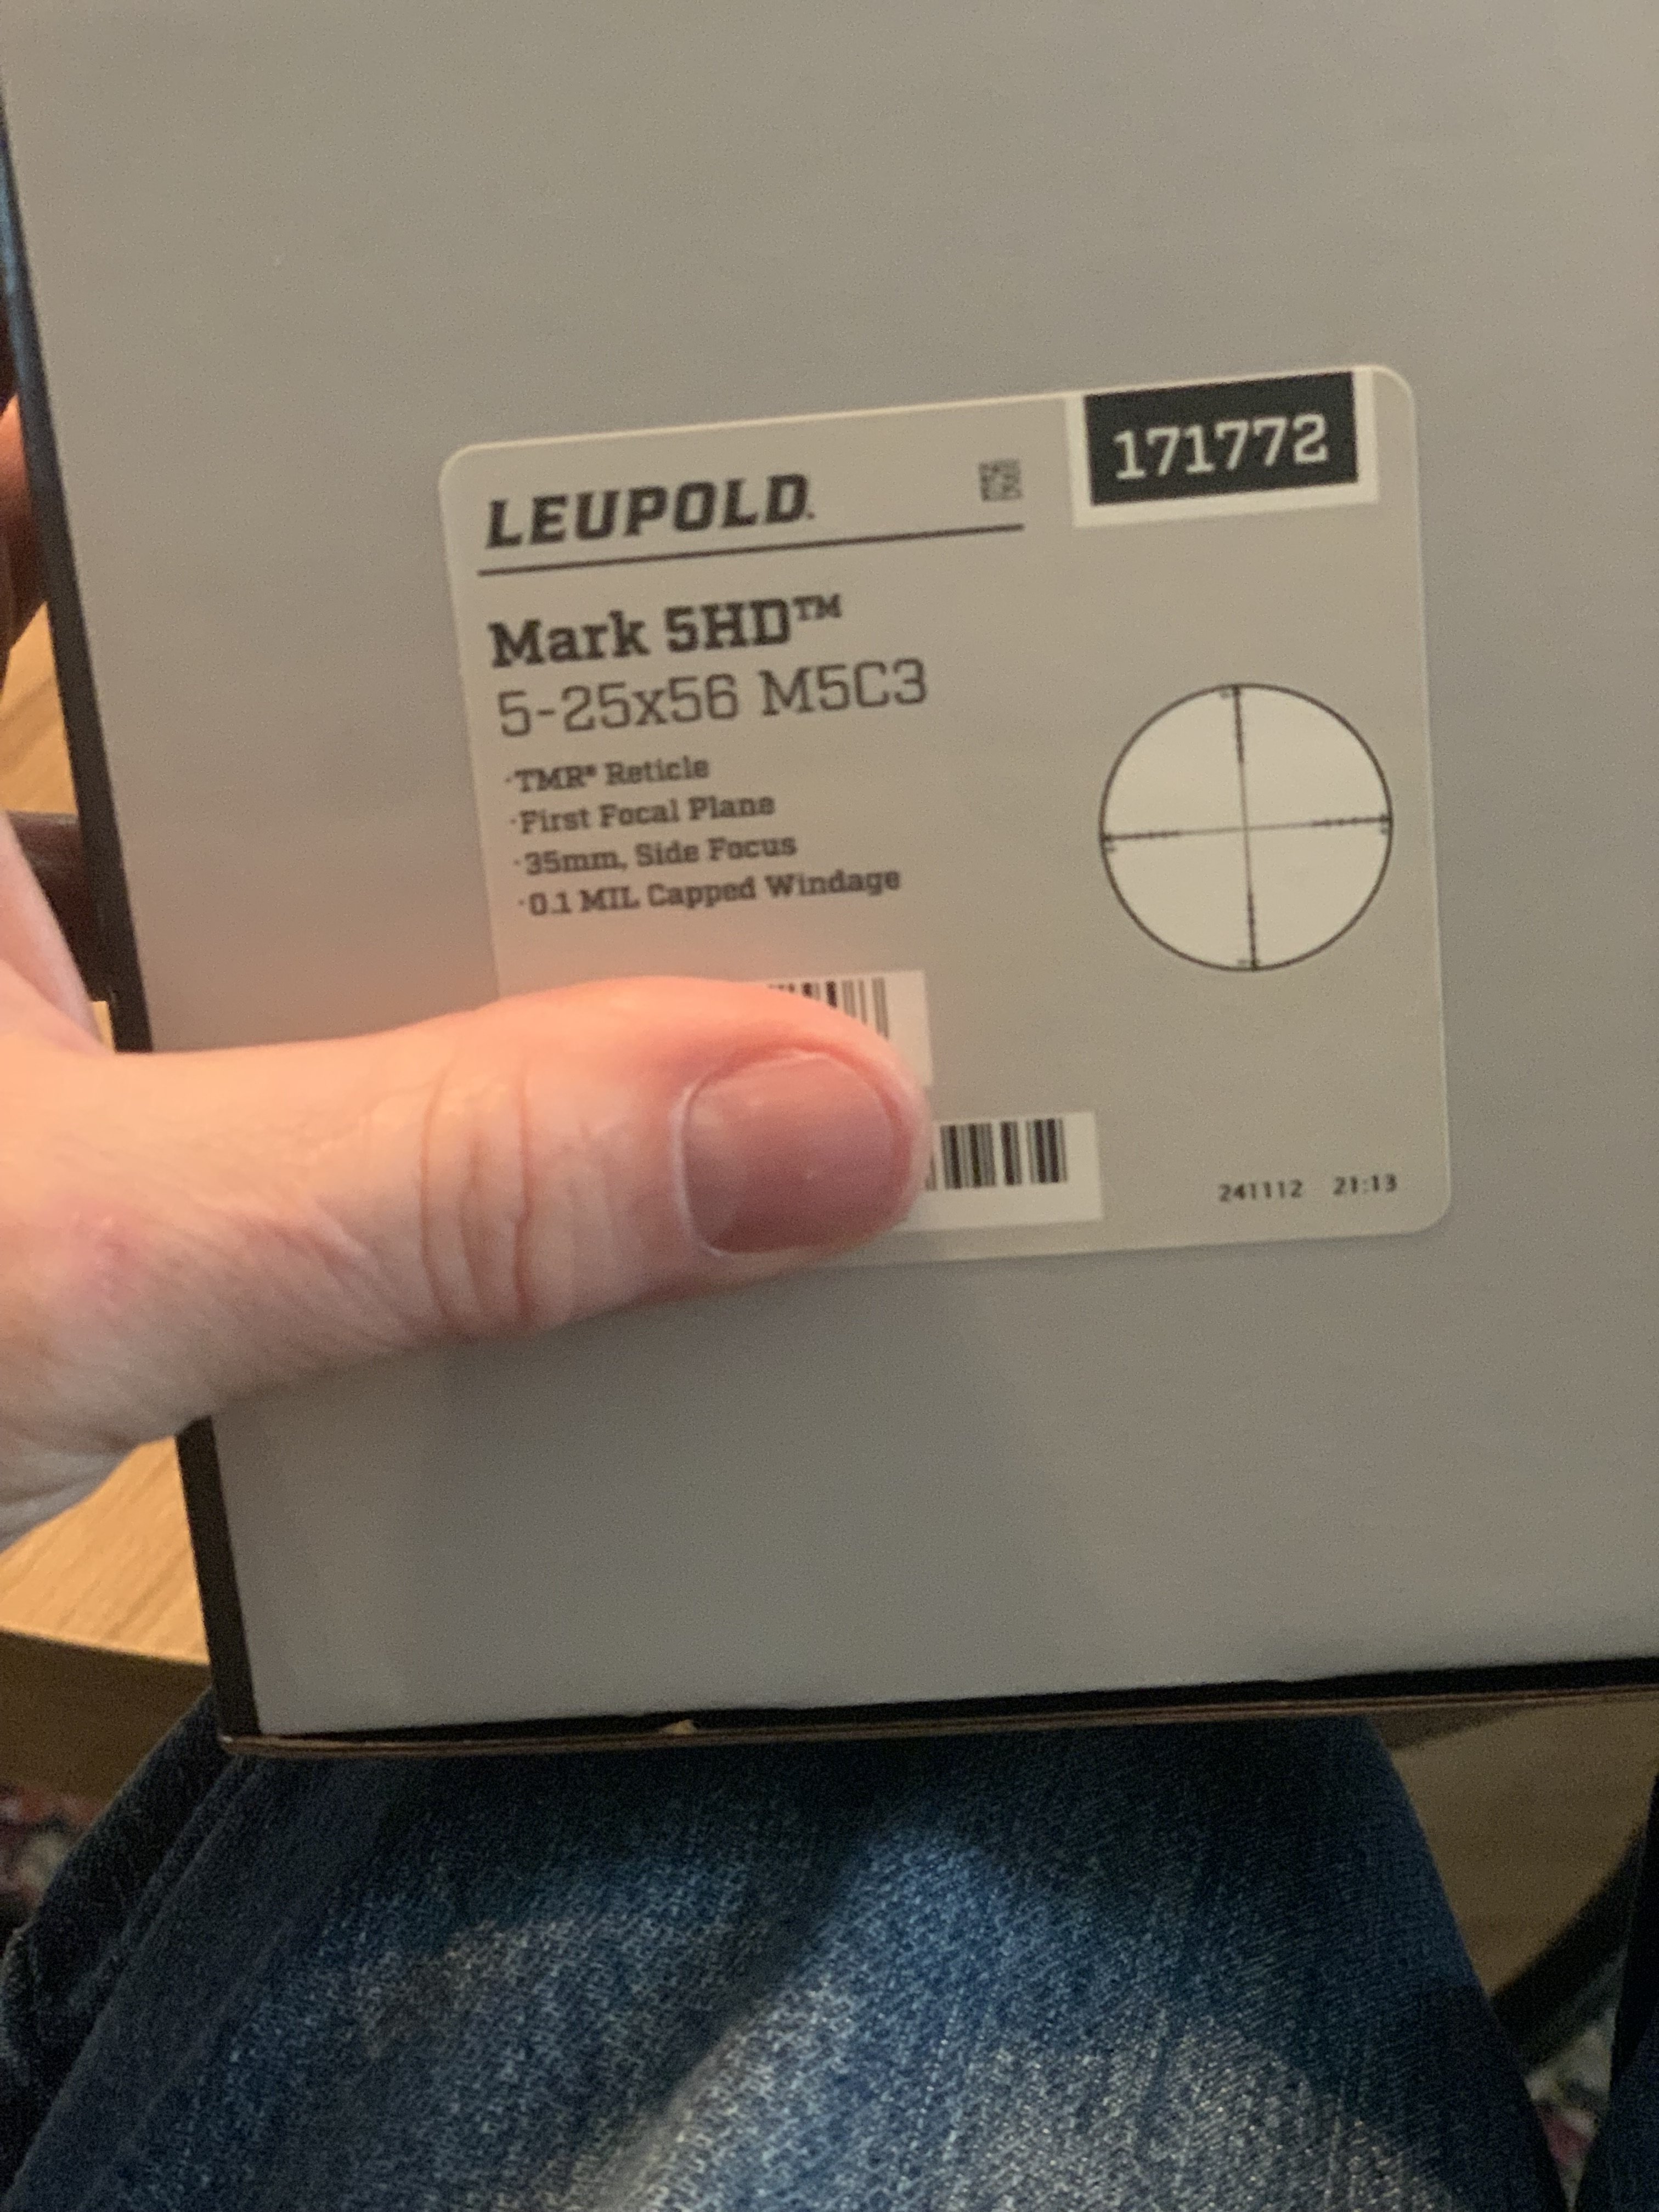 171772
LEUPOLD.
Mark 5HD™
5-25x56 M5C3
·TMR® Reticle
·First Focal Plane
·35mm, Side Focus
·0.1 MIL Capped Windage
241112 21:13